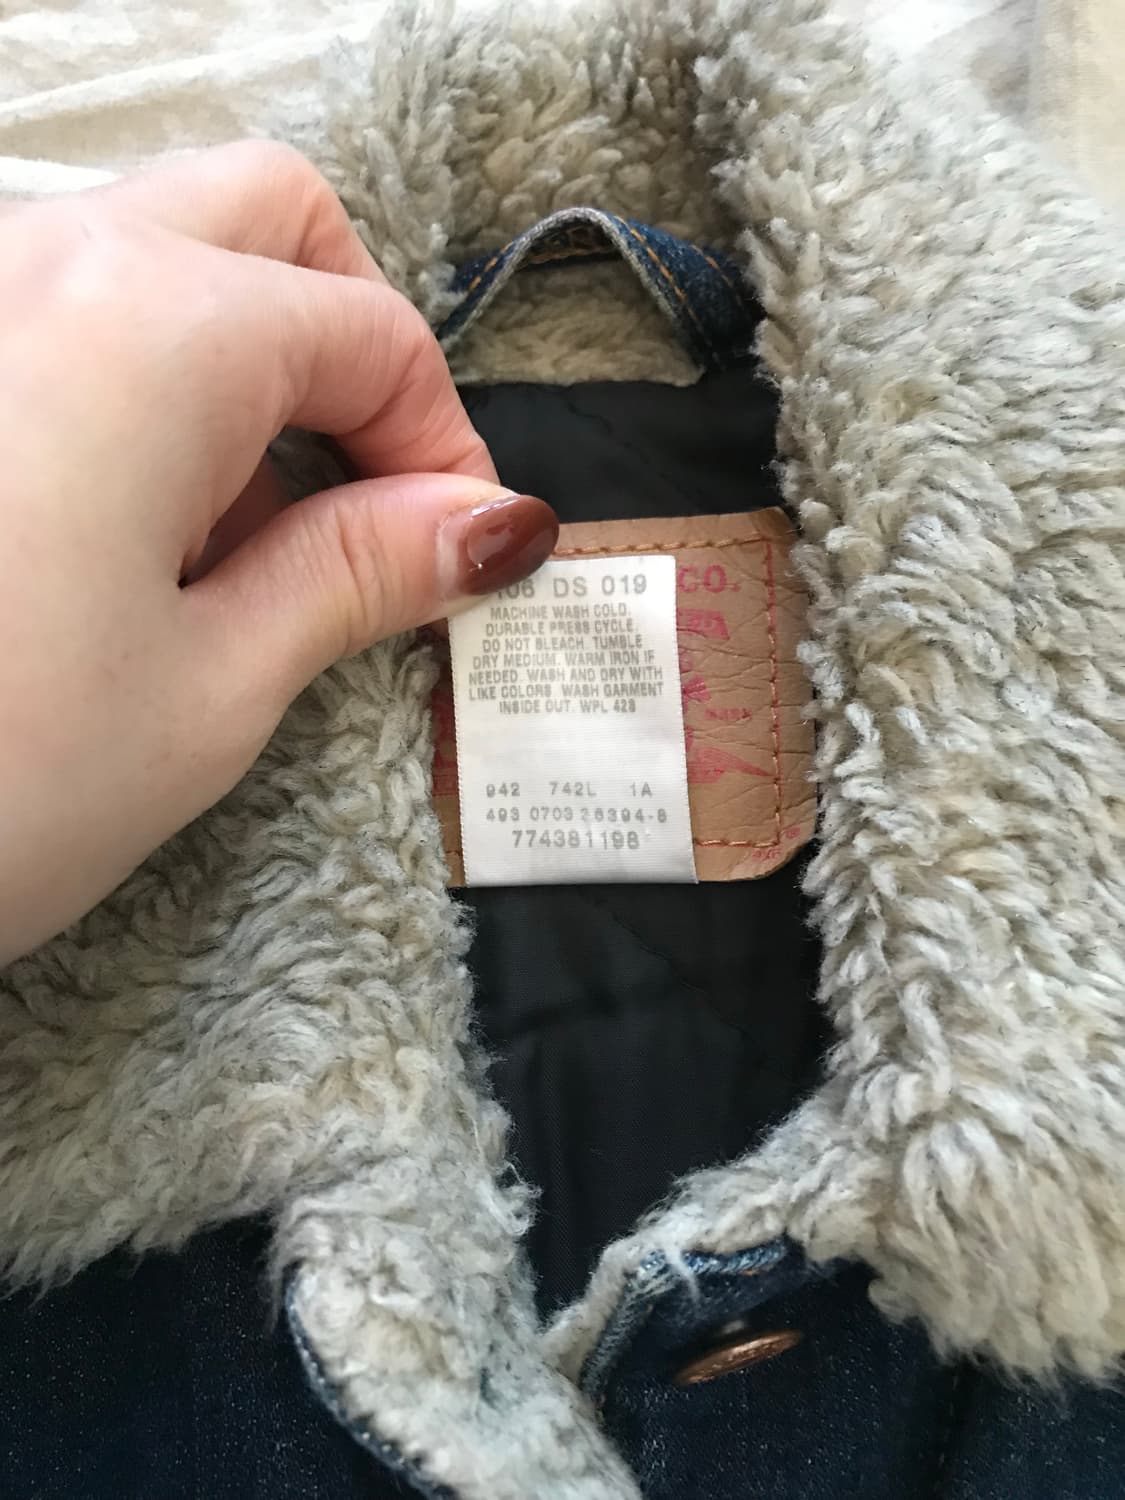 06 DS 019
MACHINE WASH COLD.
DURABLE PRESS CYCLE.
DO NOT BLEACH. TUMBLE
DRY MEDIUM. WARM IRON IF
NEEDED. WASH AND DRY WITH
LIKE COLORS. WASH GARMENT
INSIDE OUT. WPL 423
942 742L 1A
493 0703 26394-8
774381198
CO.